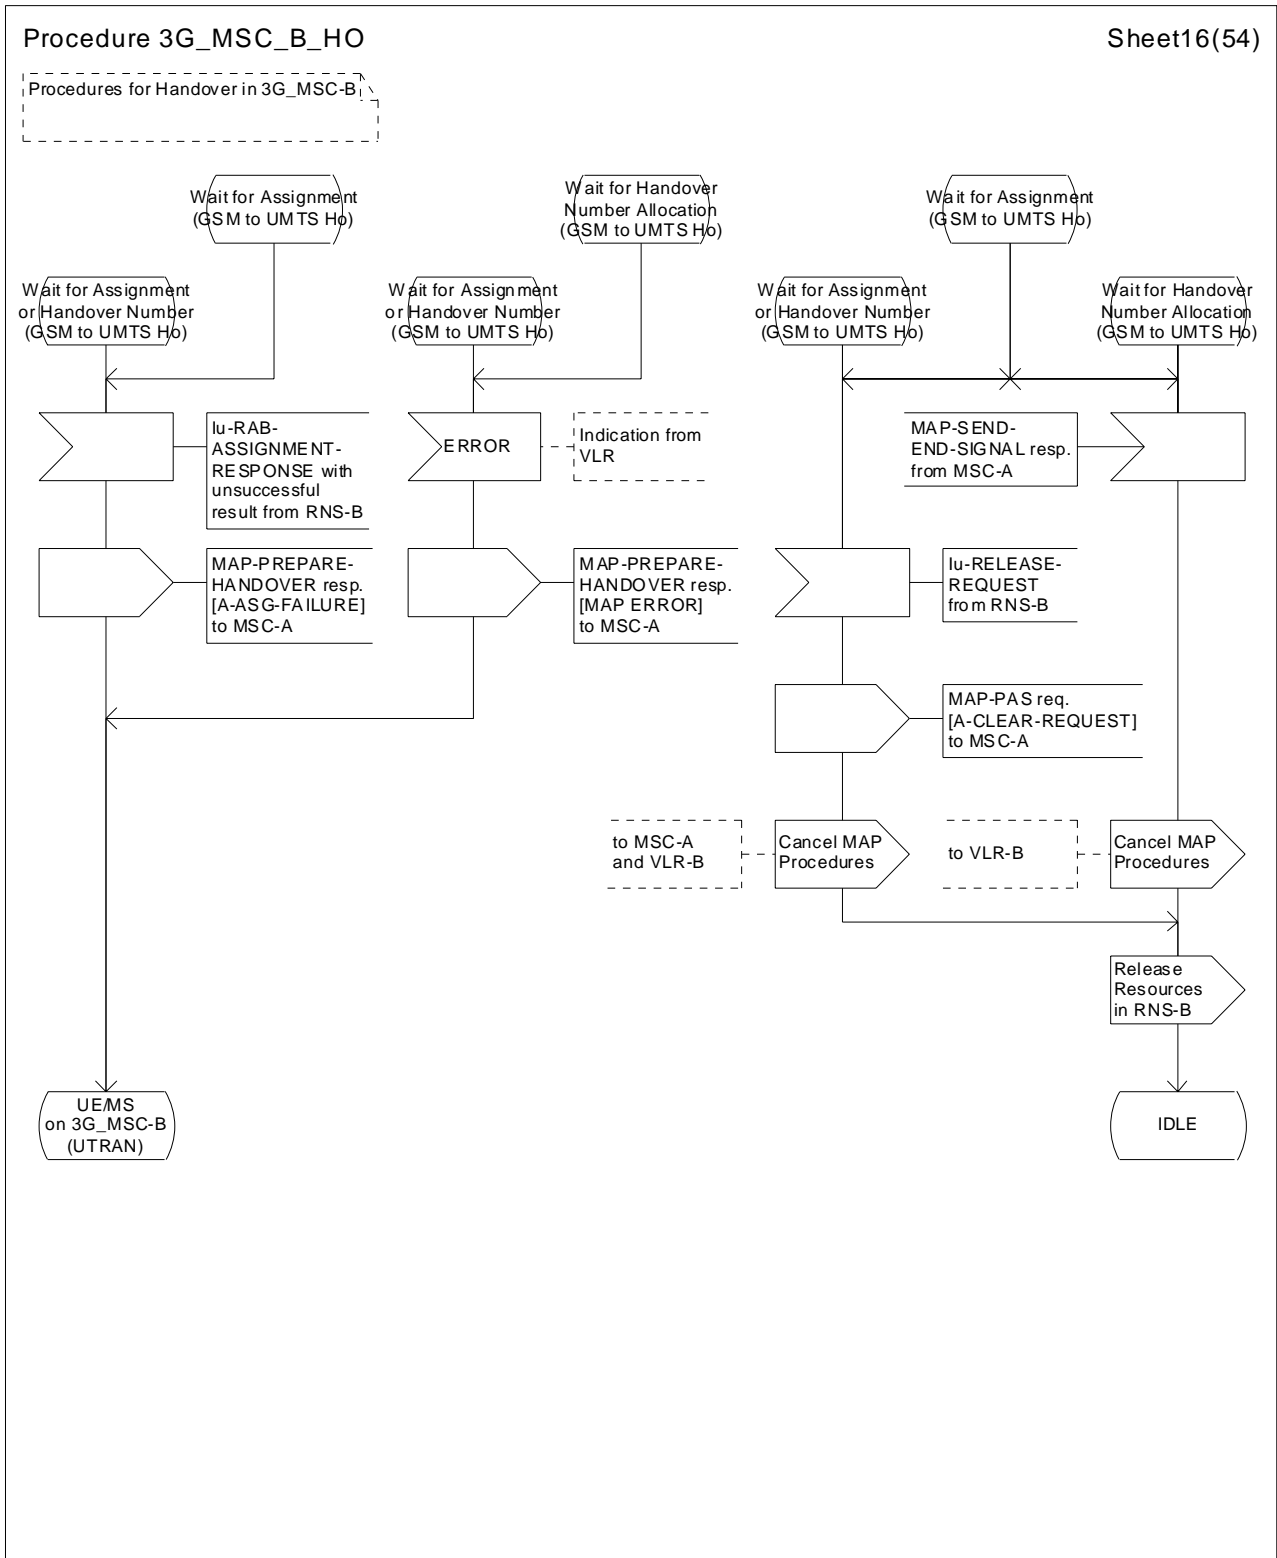 Procedure 3G_MSC_B_HO
Sheet16(54)
Procedures for Handover in 3G_MSC-B
Wait for Assignment
(GSM to UMTS Ho)
Wait for Handover
Number Allocation
(GSM to UMTS Ho)
Wait for Assignment
(GSM to UMTS Ho)
Wait for Assignment
or Handover Number
(GSM to UMTS Ho)
Wait for Assignment
or Handover Number
(GSM to UMTS Ho)
Wait for Assignment
or Handover Number
(GSM to UMTS Ho)
Wait for Handover
Number Allocation
(GSM to UMTS Ho)
Iu-RAB-
ASSIGNMENT-
RESPONSE with
unsuccessful
result from RNS-B
ERROR
Indication from
VLR
MAP-SEND-
END-SIGNAL resp.
from MSC-A
MAP-PREPARE-
HANDOVER resp.
[A-ASG-FAILURE]
to MSC-A
MAP-PREPARE-
HANDOVER resp.
[MAP ERROR]
to MSC-A
Iu-RELEASE-
REQUEST
from RNS-B
MAP-PAS req.
[A-CLEAR-REQUEST]
to MSC-A
to MSC-A
and VLR-B
Cancel MAP
Procedures
to VLR-B
Cancel MAP
Procedures
Release
Resources
in RNS-B
UE/MS
on 3G_MSC-B
(UTRAN)
IDLE